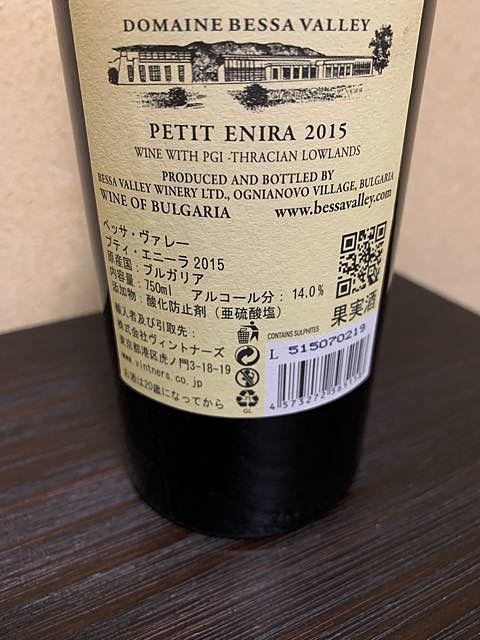 DOMAINE BESSA VALLEY
PETIT ENIRA 2015
WINE WITH PGI -THRACIAN LOWLANDS
PRODUCED AND BOTTLED BY
BESSA VALLEY WINERY LTD., OGNIANOVO VILLAGE, BULGARIA
WINE OF BULGARIA www.bessavalley.com
ベッサ・ヴァレー
プティ・エニーラ 2015
原産国：ブルガリア
内容量：750ml アルコール分：14.0%
添加物：酸化防止剤（亜硫酸塩）
果実酒
輸入者及び引取先：
株式会社ヴィントナーズ
東京都港区虎ノ門3-18-19
www.vintners.co.jp
お酒は20歳になってから
CONTAINS SULPHITES
L 515070219
GL